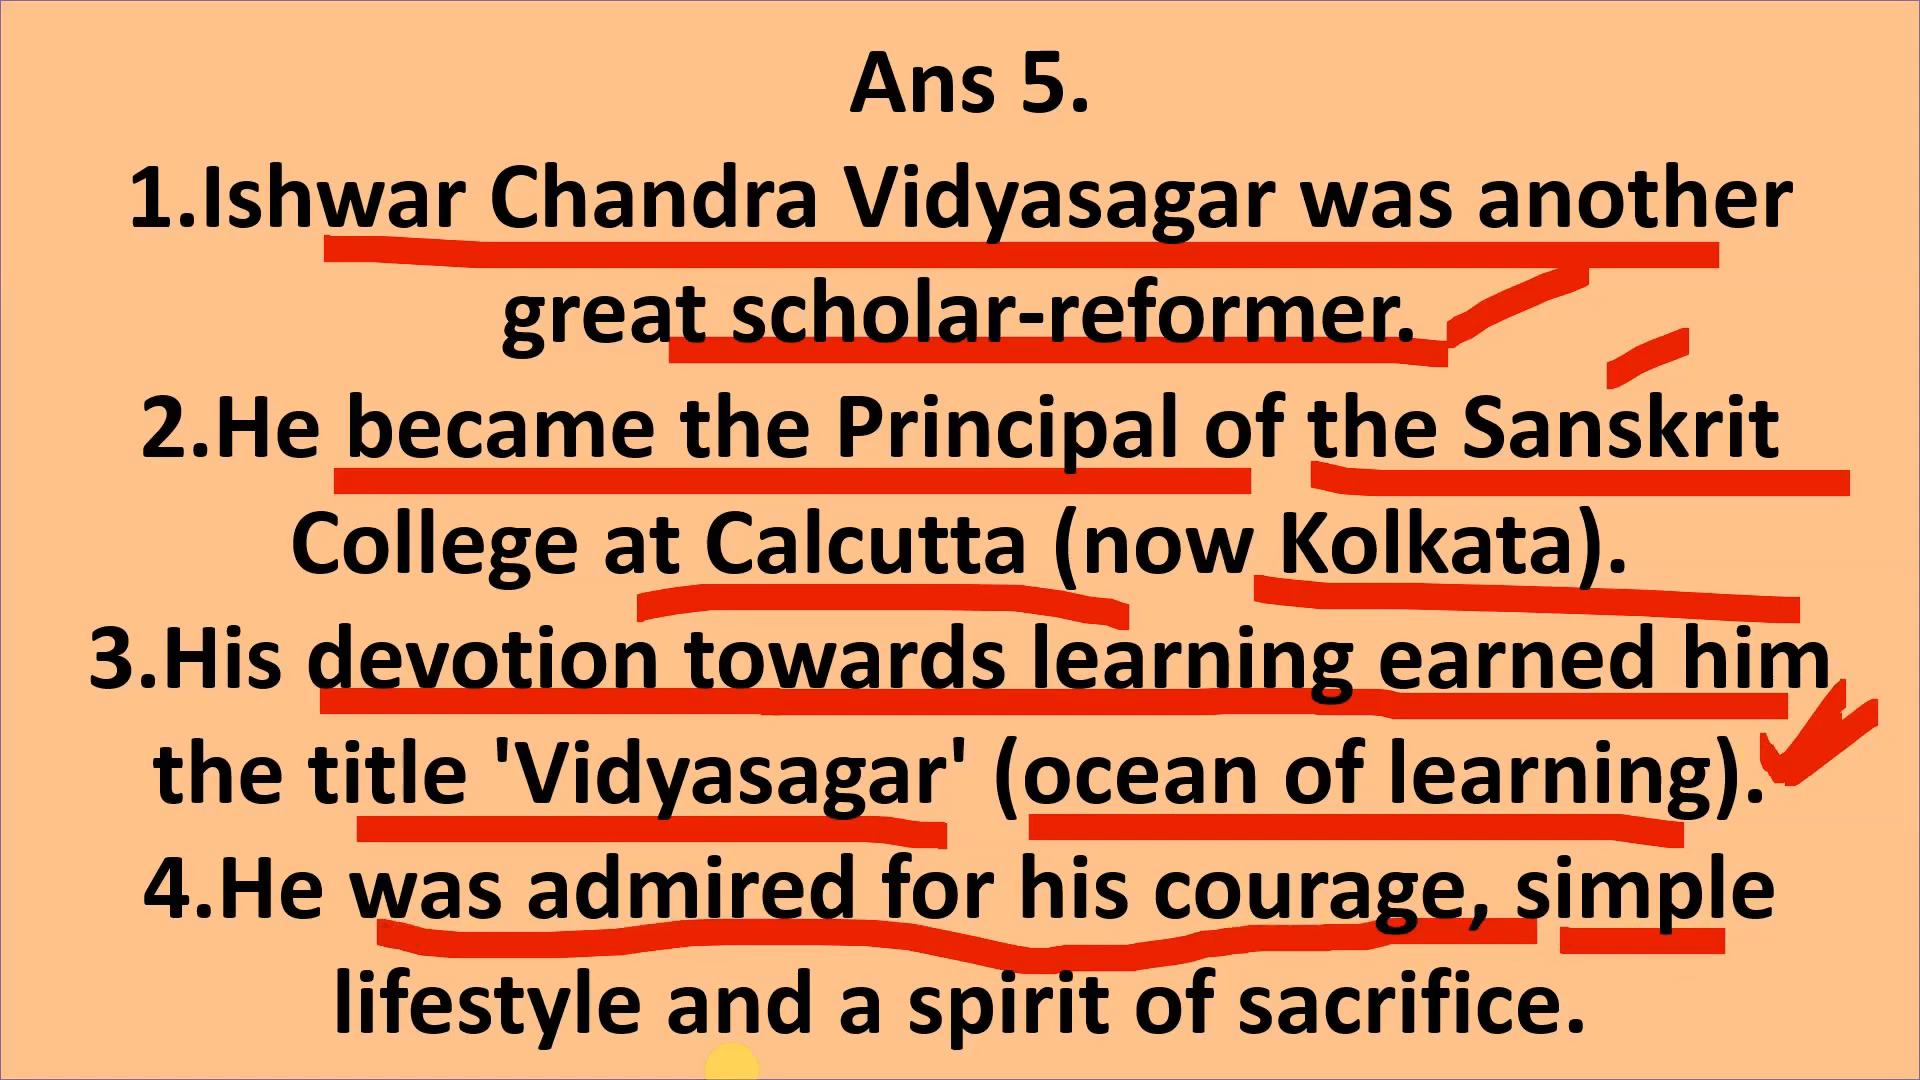 Ans 5.
1.Ishwar Chandra Vidyasagar was another
great scholar-reformer.
2.He became the Principal of the Sanskrit
College at Calcutta (now Kolkata).
3.His devotion towards learning earned him
the title 'Vidyasagar' (ocean of learning).
4.He was admired for his courage, simple
lifestyle and a spirit of sacrifice.